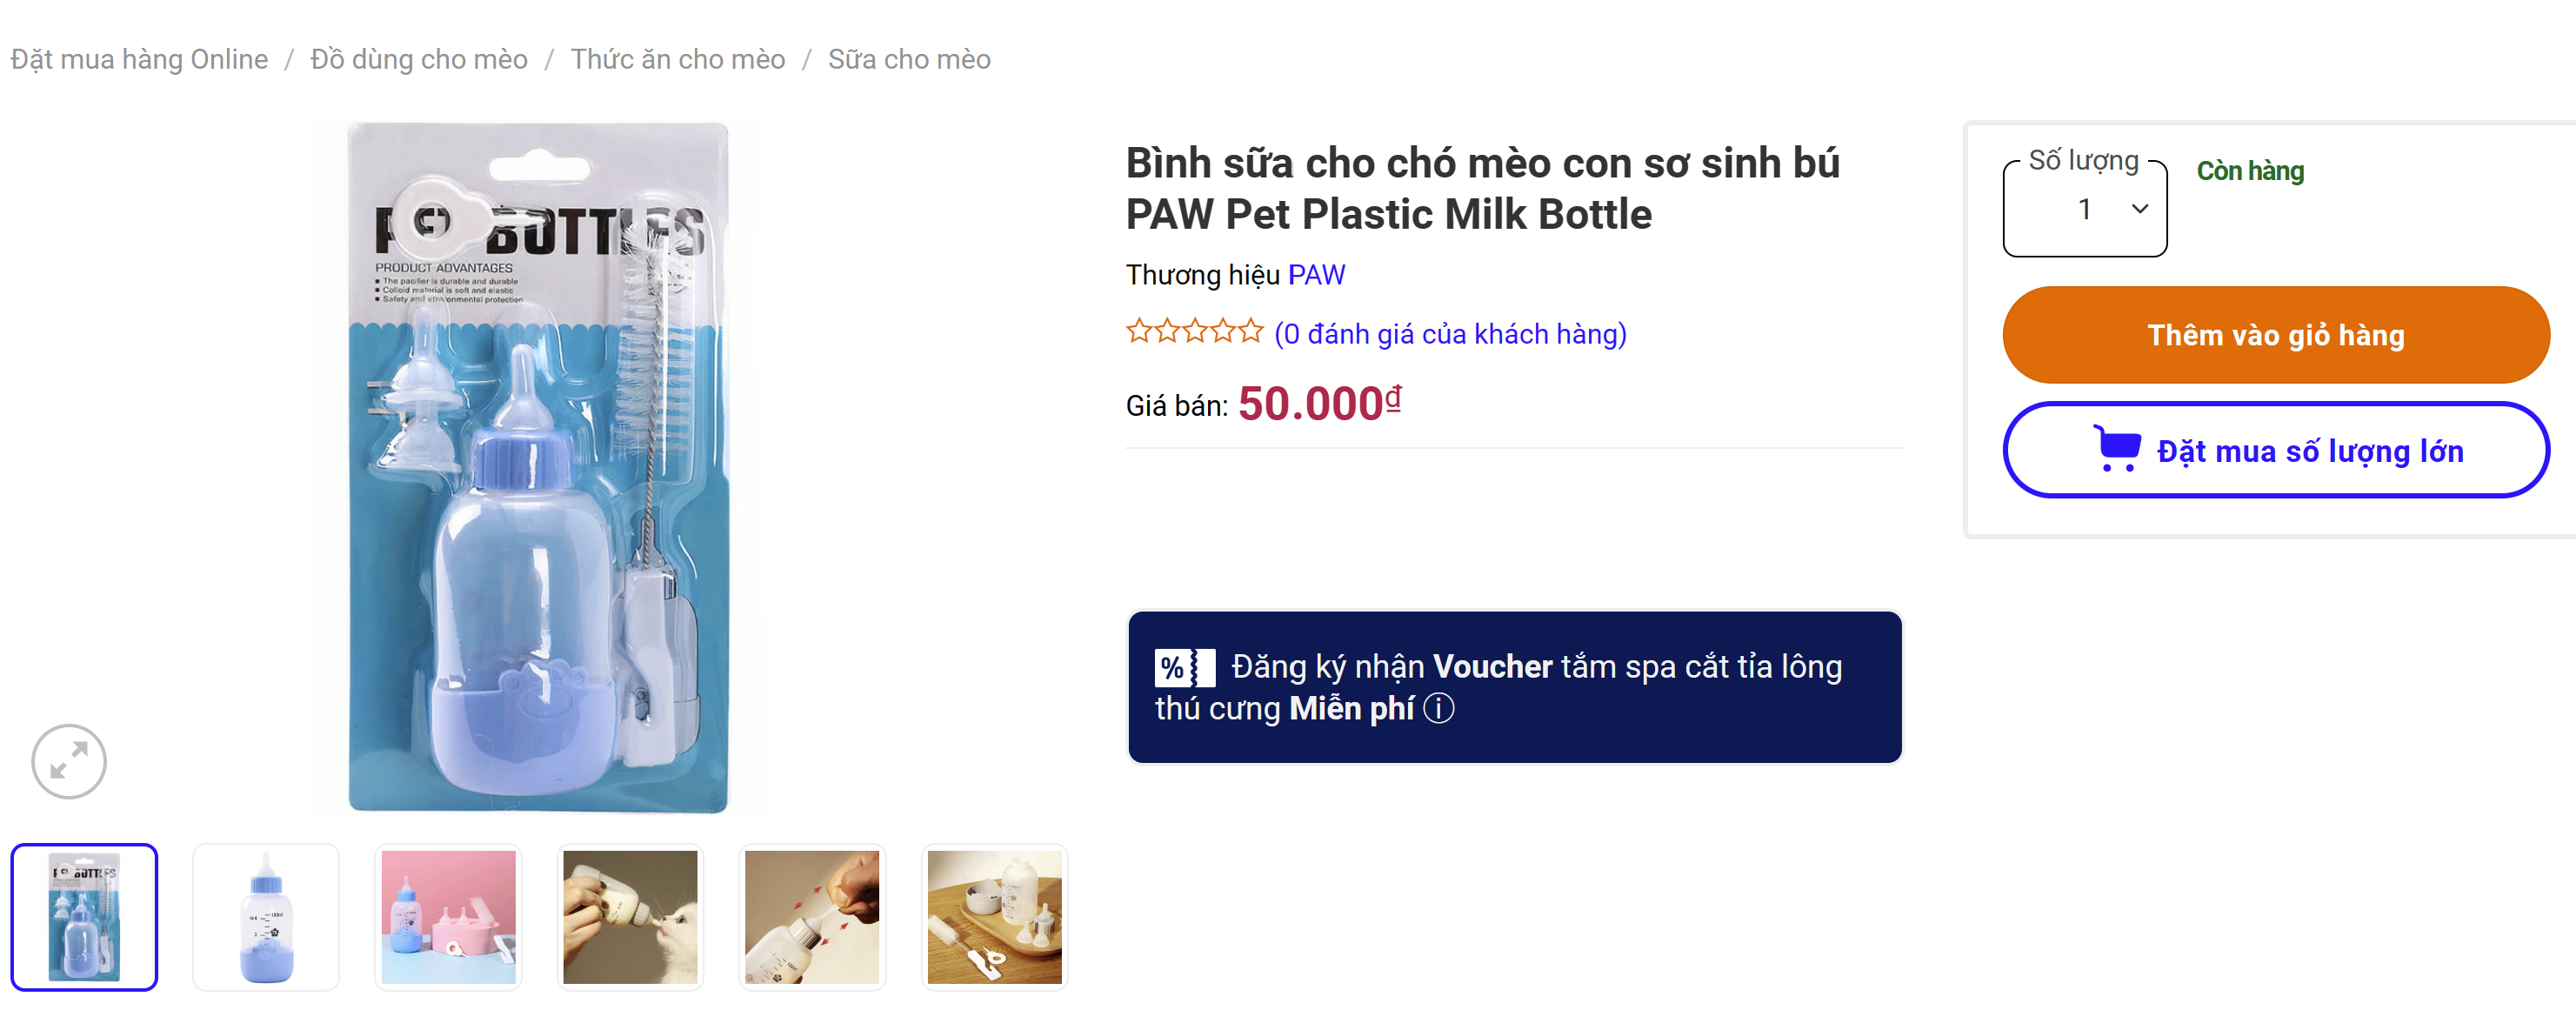 Đặt mua hàng Online / Đồ dùng cho mèo / Thức ăn cho mèo / Sữa cho mèo
BOTTLES
PRODUCT ADVANTAGES
The pacifier is durable and durable
Colloid material is soft and elastic
Safety and environmental protection
Bình sữa cho chó mèo con sơ sinh bú
PAW Pet Plastic Milk Bottle
Thương hiệu PAW
(0 đánh giá của khách hàng)
Giá bán: 50.000₫
% Đăng ký nhận Voucher tắm spa cắt tỉa lông
thú cưng Miễn phí
Số lượng
1
Còn hàng
Thêm vào giỏ hàng
Đặt mua số lượng lớn